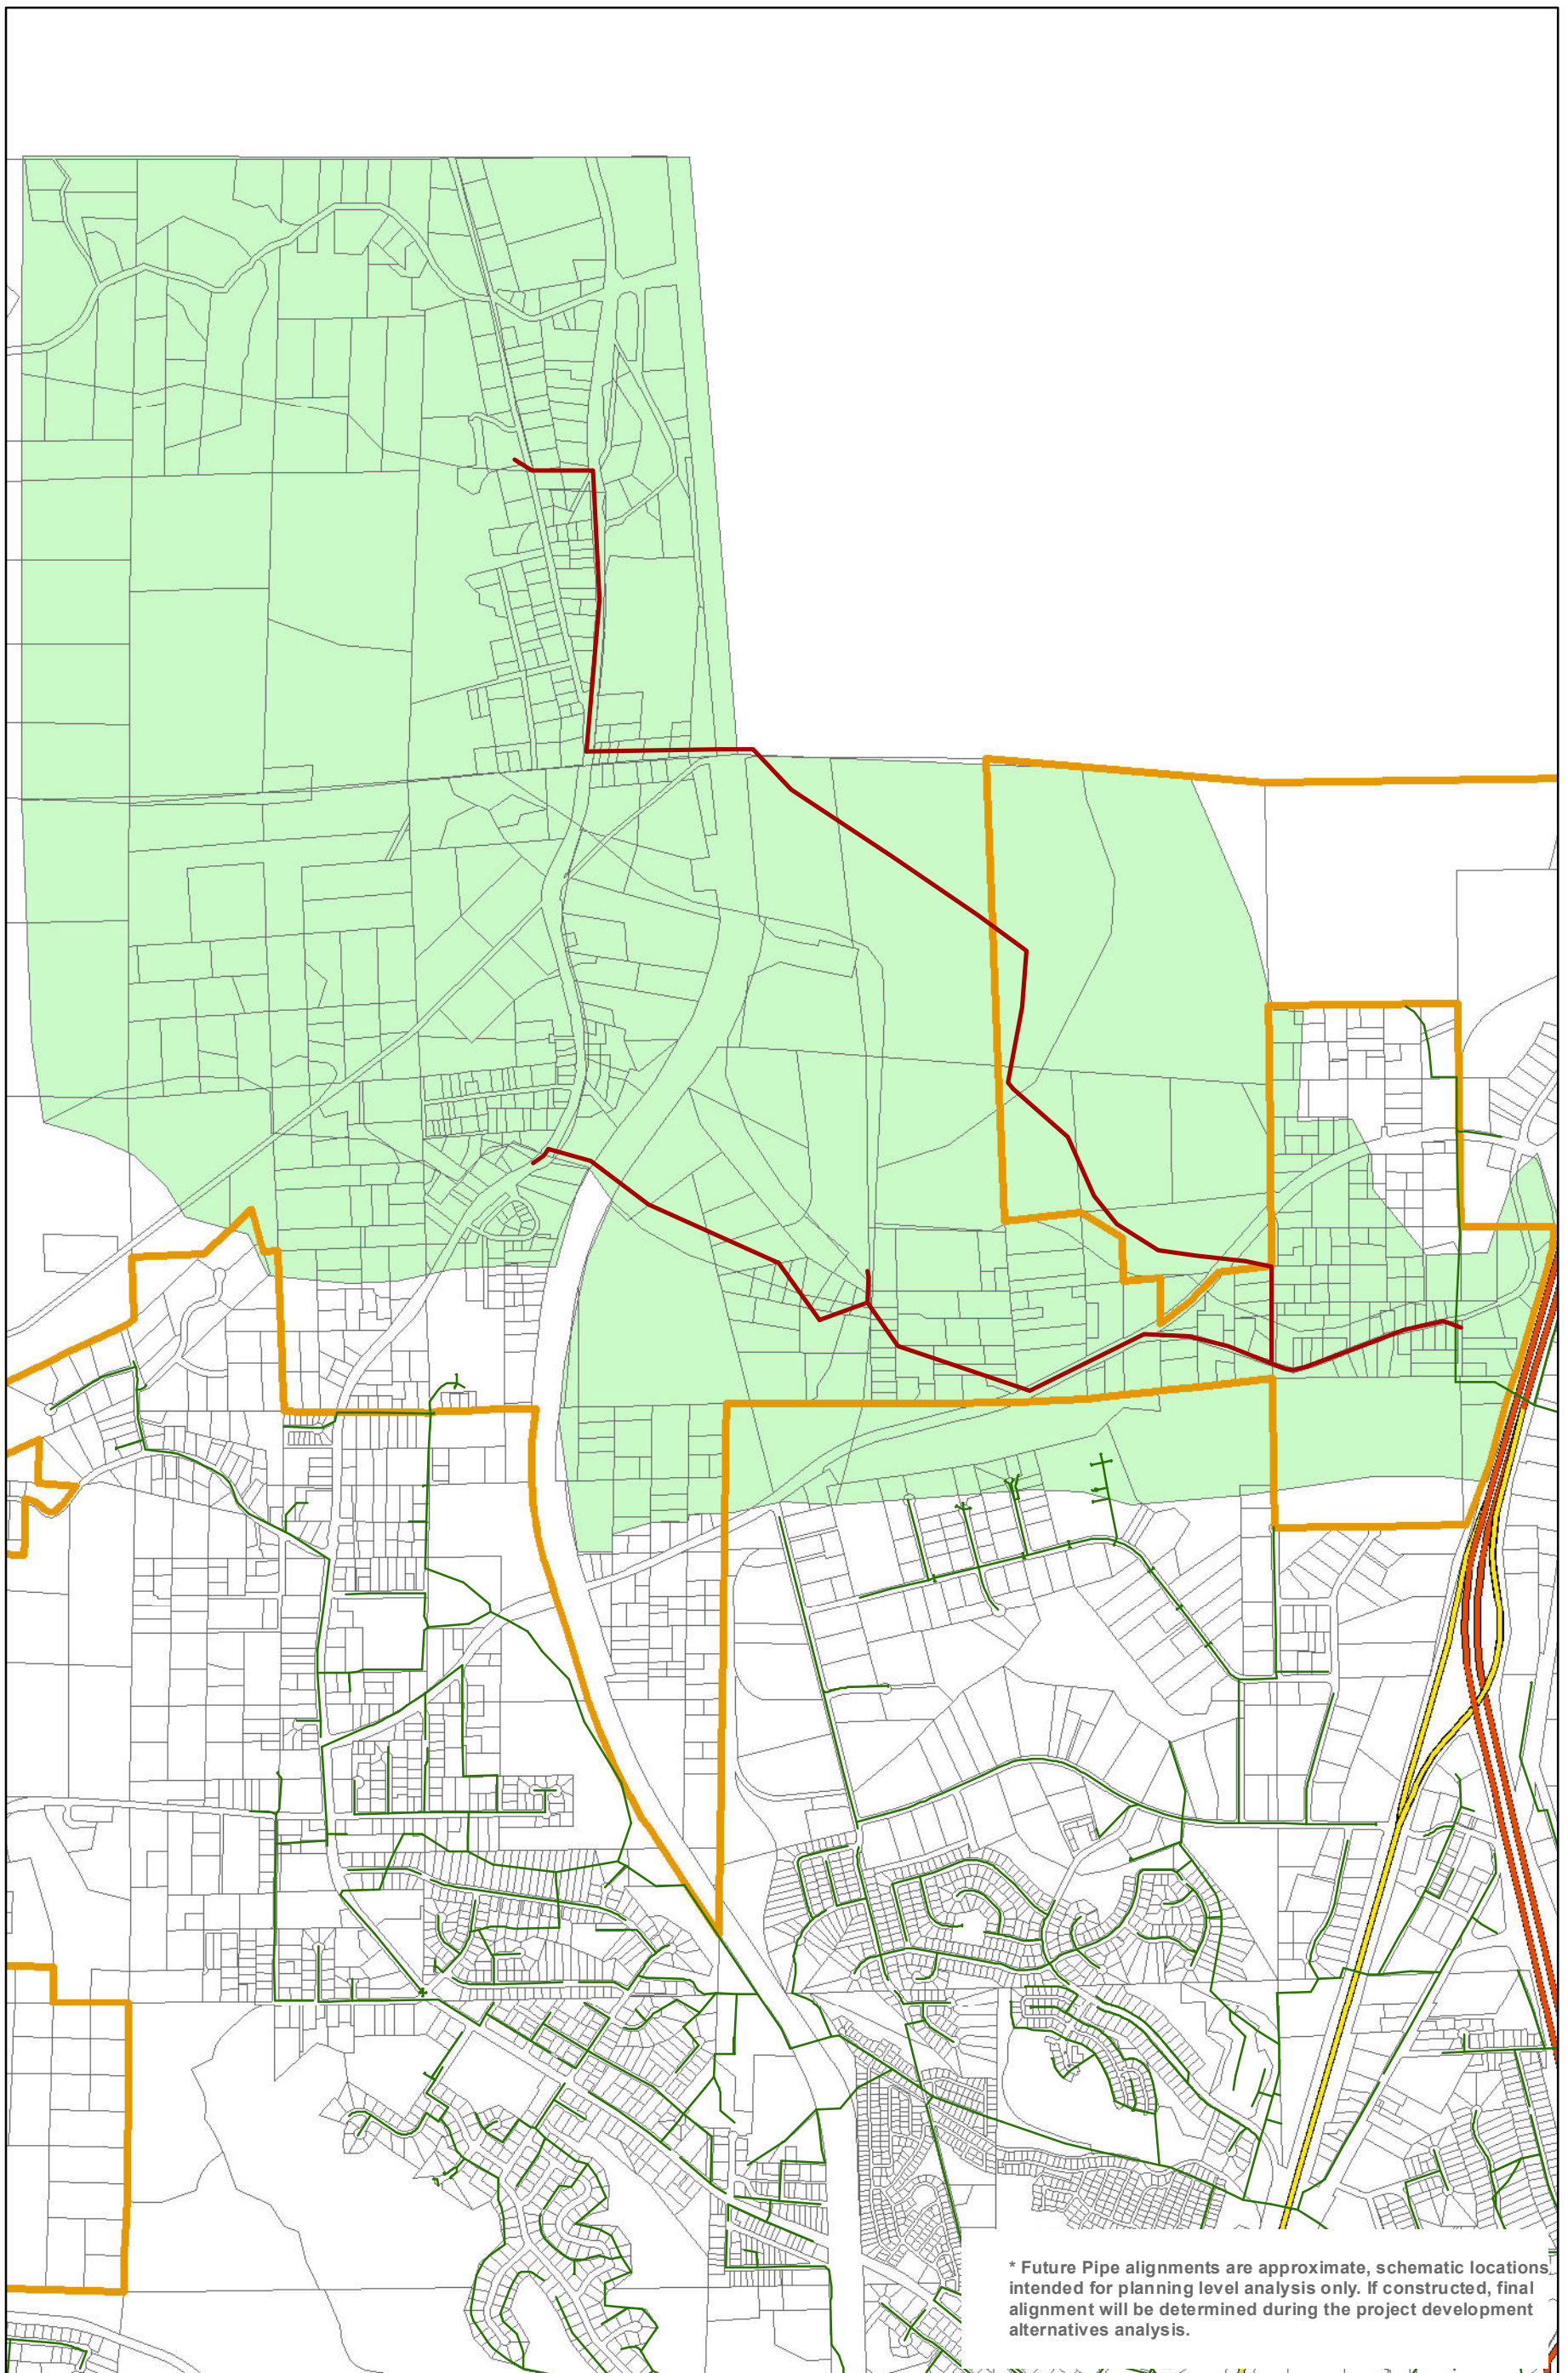 * Future Pipe alignments are approximate, schematic locations,
intended for planning level analysis only. If constructed, final
alignment will be determined during the project development
alternatives analysis.